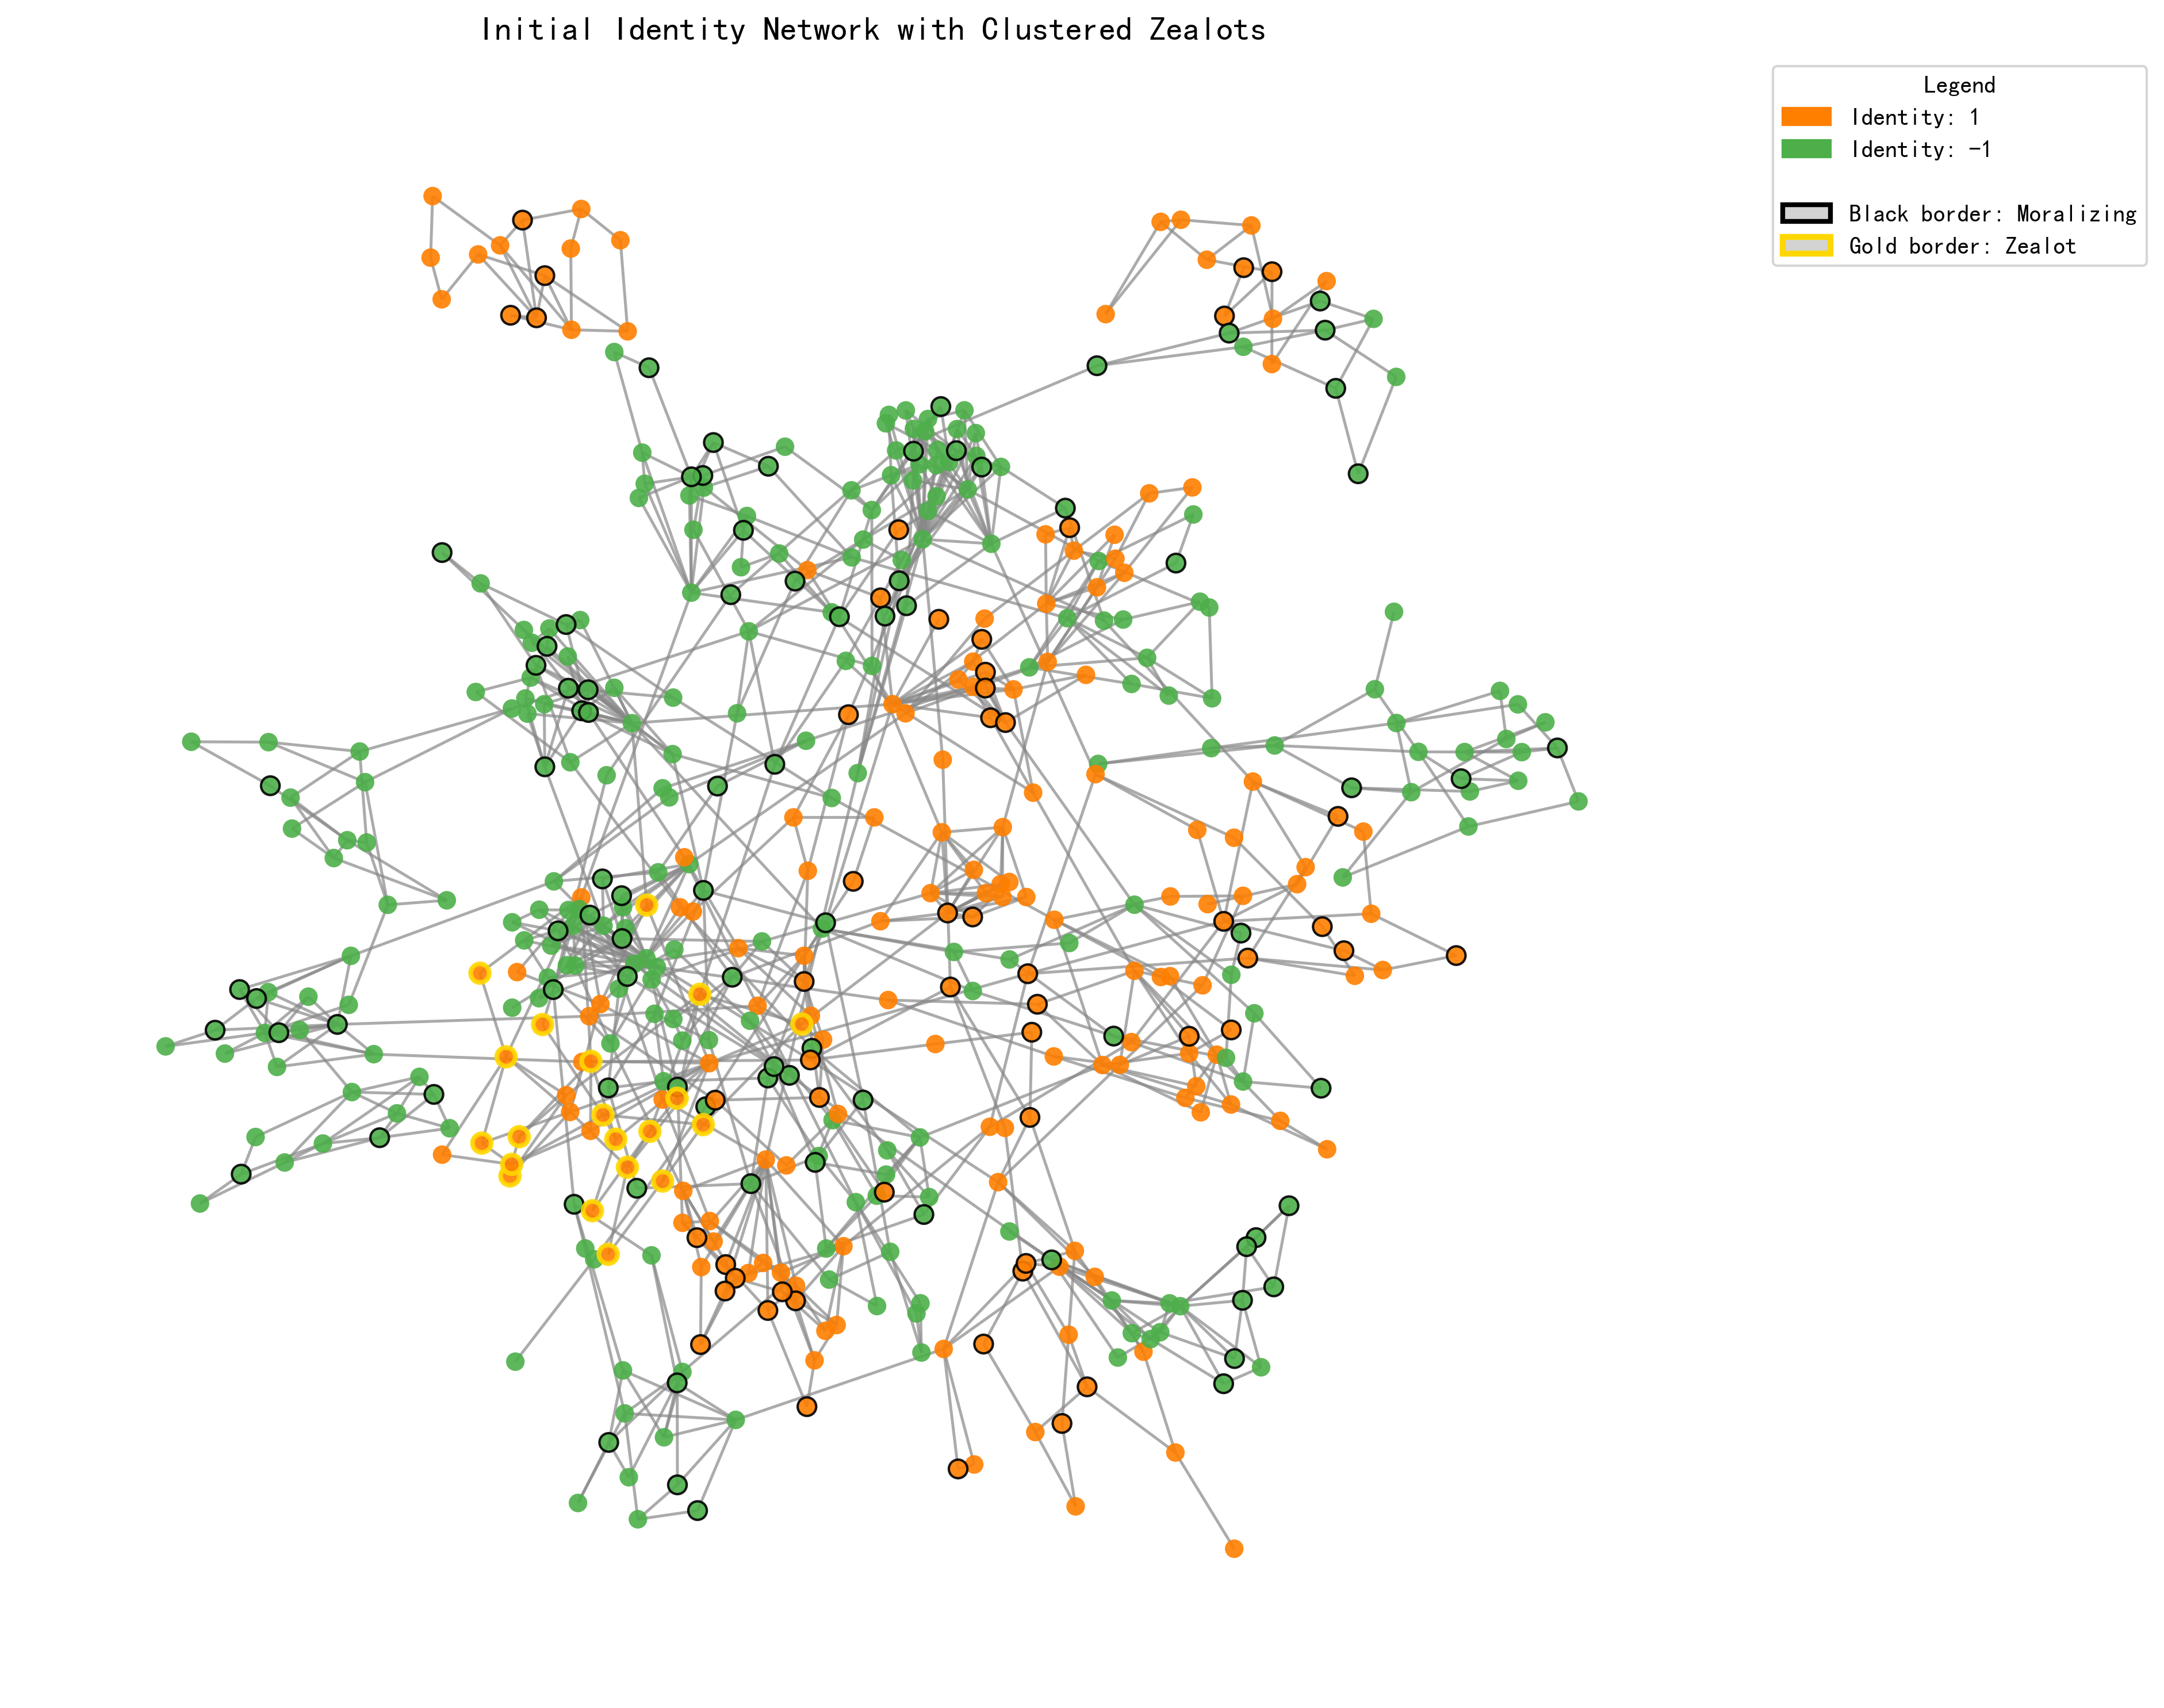 Initial Identity Network with Clustered Zealots
Legend
Identity: 1
Identity: -1
Black border: Moralizing
Gold border: Zealot